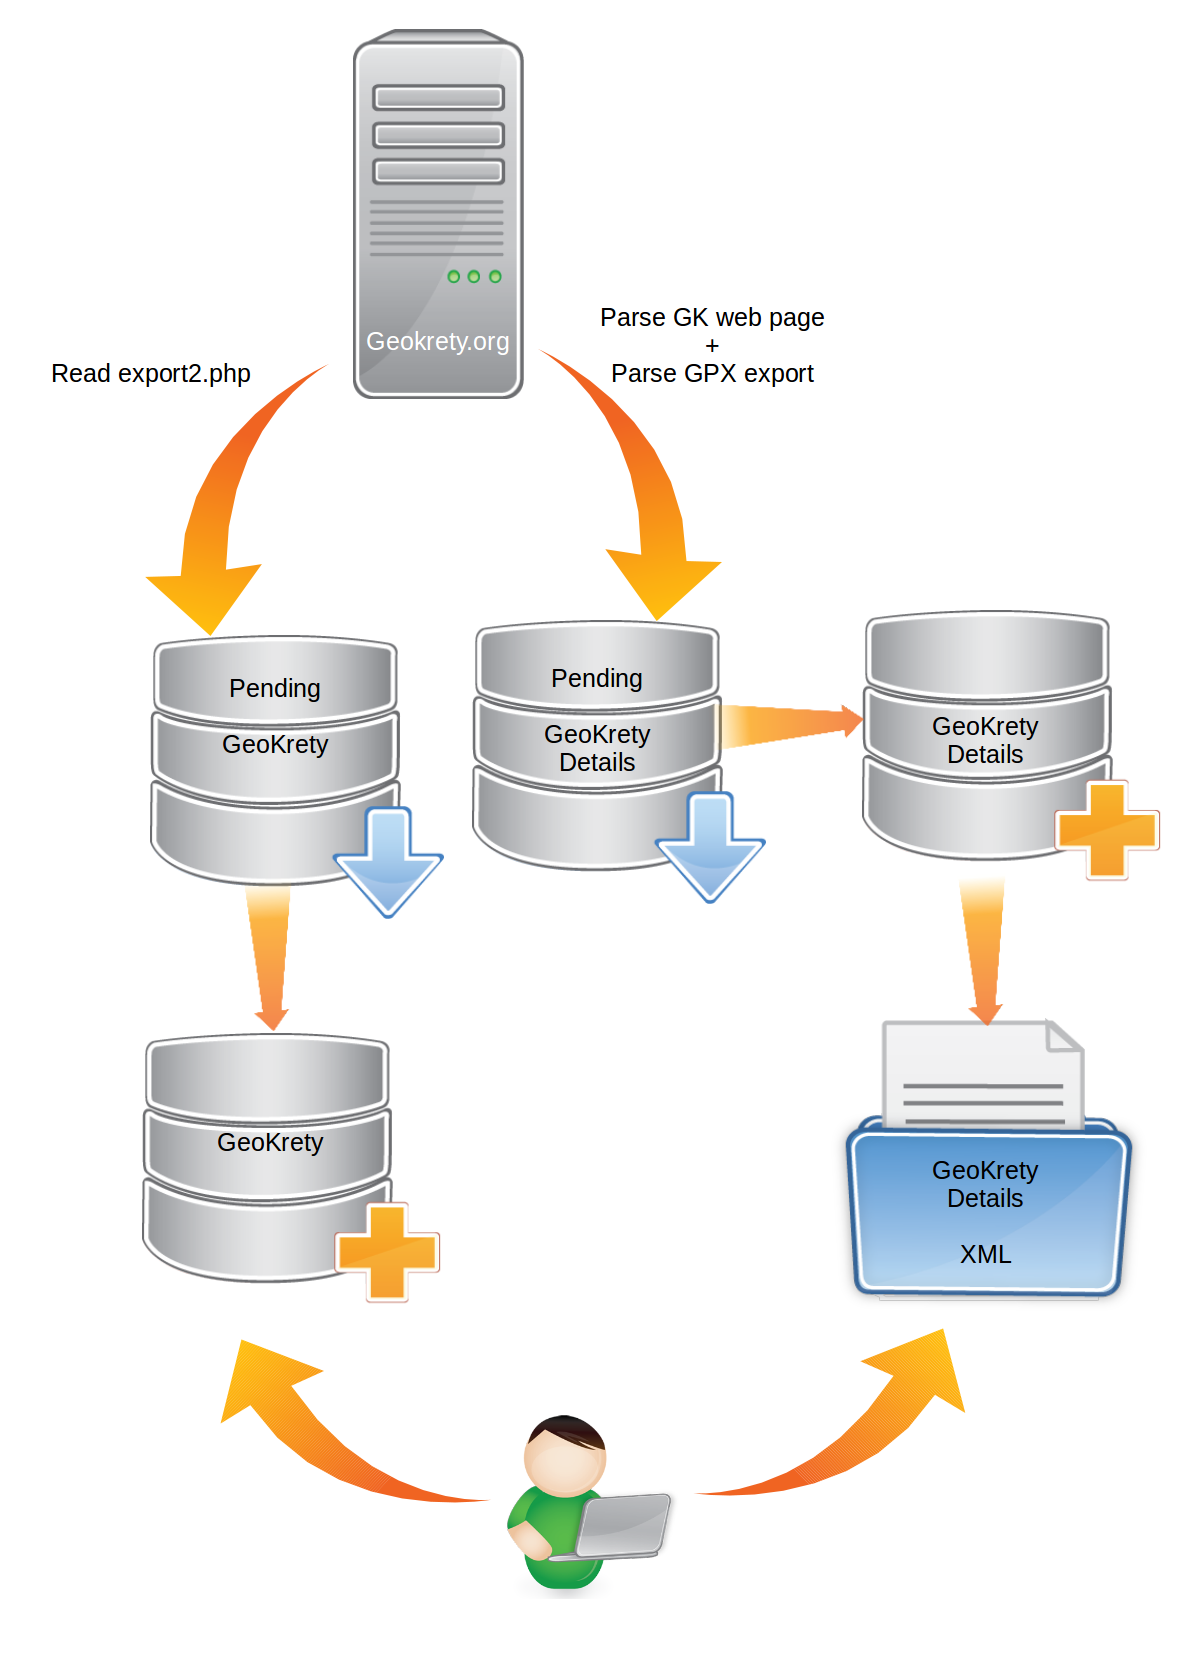 Geokrety.org
Read export2.php
Parse GK web page
+
Parse GPX export
Pending
GeoKrety
Pending
GeoKrety
Details
GeoKrety
Details
GeoKrety
GeoKrety
Details
XML